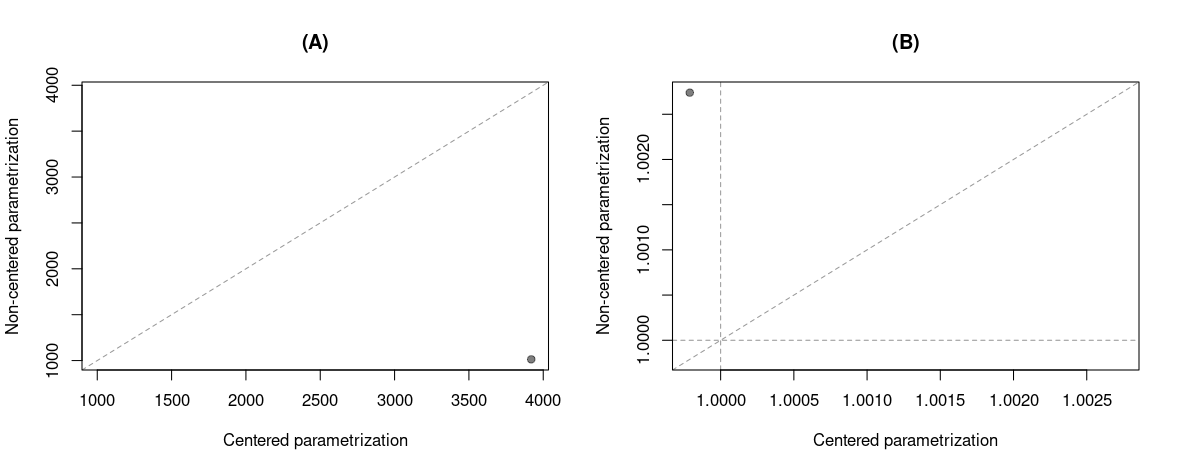 (A)
Non-centered parametrization
4000
3000
2000
1000
1000 1500 2000 2500 3000 3500 4000
Centered parametrization
(B)
Non-centered parametrization
1.0020
1.0010
1.0000
1.0000 1.0005 1.0010 1.0015 1.0020 1.0025
Centered parametrization